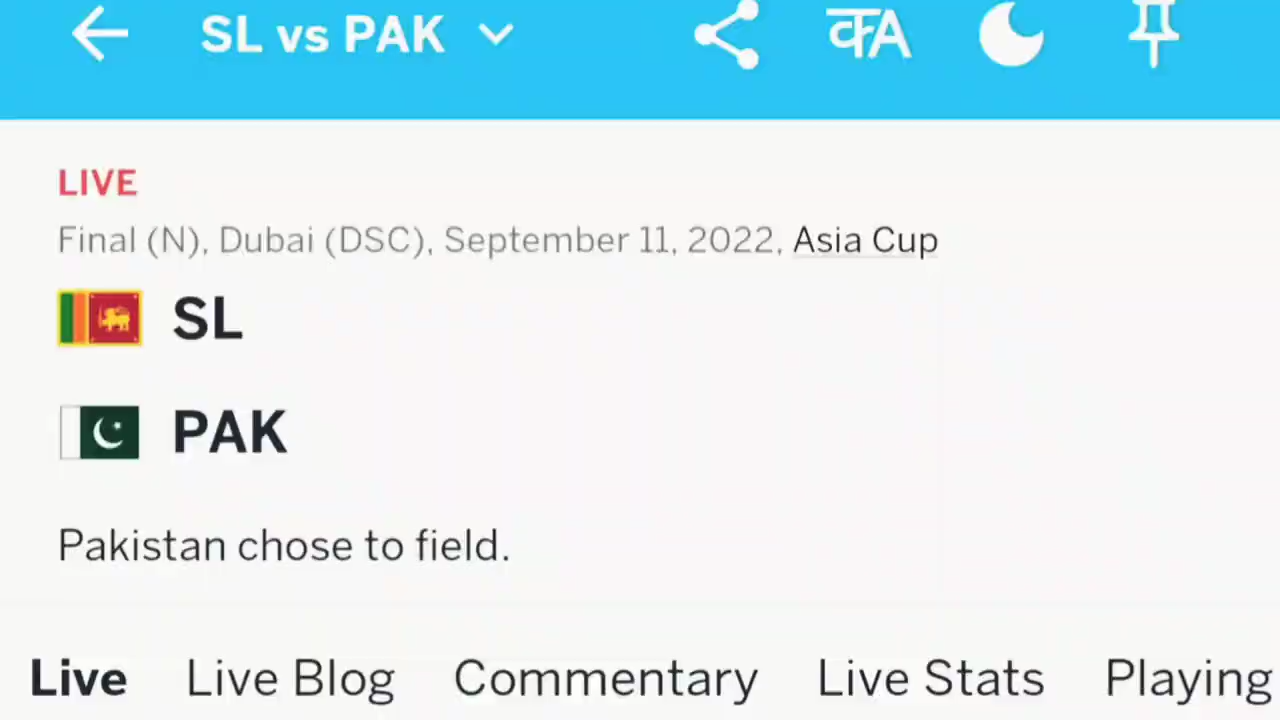 SL vs PAK
कA
LIVE
Final (N), Dubai (DSC), September 11, 2022, Asia Cup
SL
PAK
Pakistan chose to field.
Live Live Blog Commentary Live Stats Playing